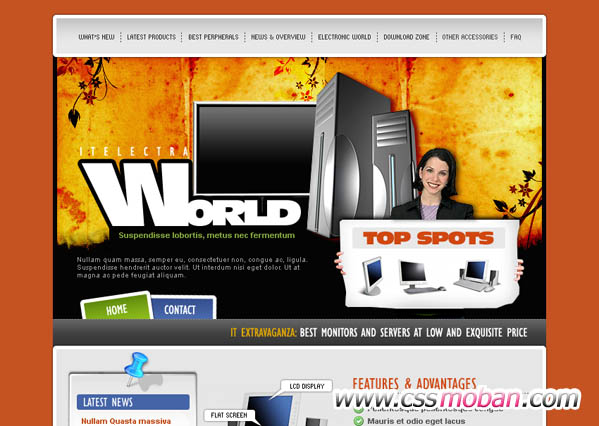 WHAT'S NEW LATEST PRODUCTS BEST PERPHERALS NEWS & OVERVIEW ELECTRONIC WORLD DOWNLOAD ZONE OTHER ACCESSORIES FAQ
ITELECTRA
WORLD
Suspendisse lobortis, metus nec fermentum
TOP SPOTS
Nullam quam massa, semper eu, consectetuer non, congue ac, ligula.
Suspendisse hendrerit auctor velit. Ut interdum nisl eget dolor. Ut at
magna ac pede feugiat aliquam.
HOME CONTACT
IT EXTRAVAGANZA: BEST MONITORS AND SERVERS AT LOW AND EXQUISITE PRICE
FEATURES & ADVANTAGES
LCD DISPLAY
LATEST NEWS
www.cssmoban.com
FLAT SCREEN
Nullam Quasta massiva
Mauris et odio eget lacus